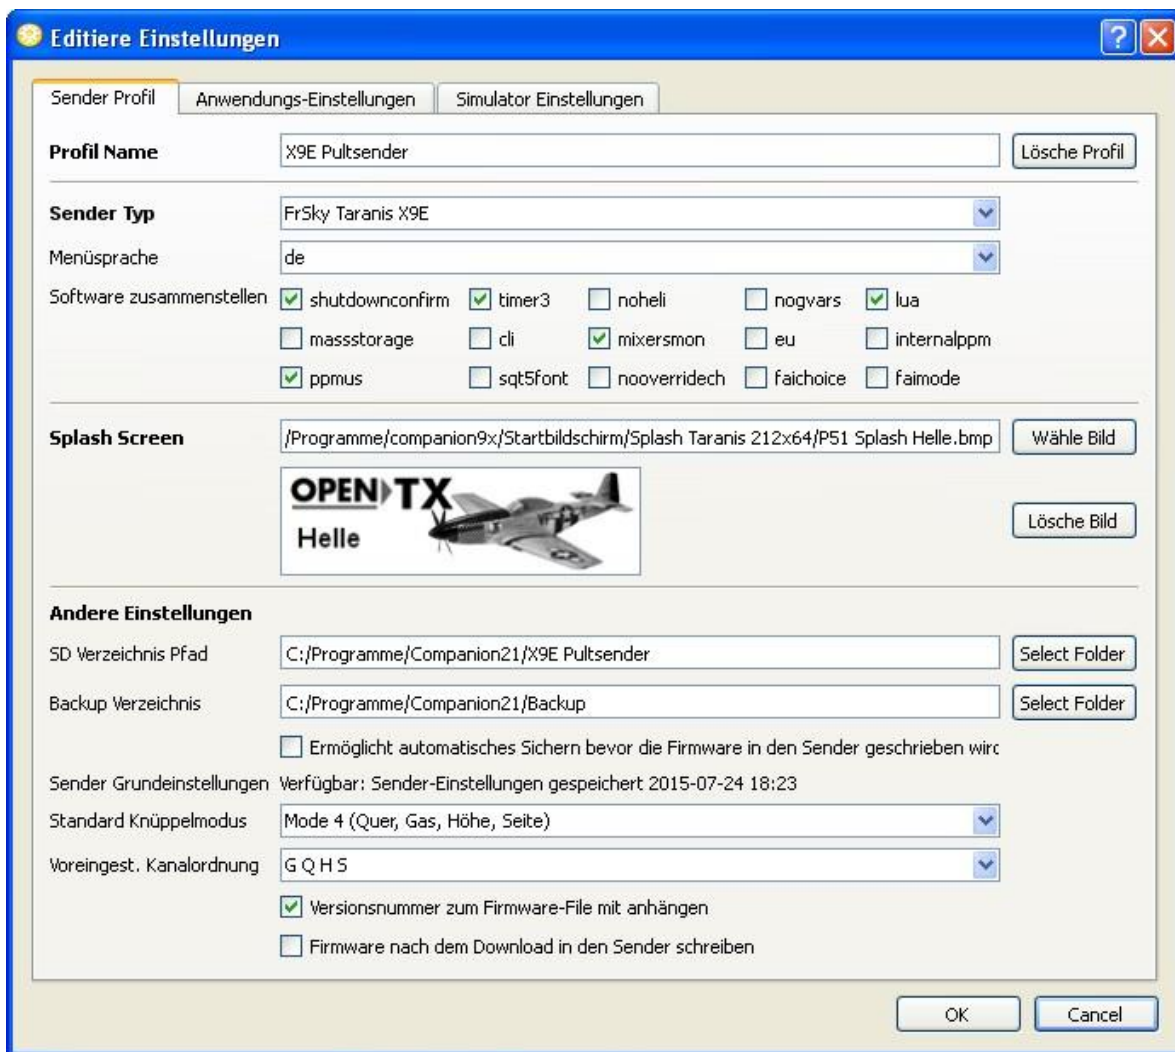 Editiere Einstellungen
Sender Profil Anwendungs-Einstellungen Simulator Einstellungen
Profil Name X9E Pultsender Lösche Profil
Sender Typ FrSky Taranis X9E
Menüsprache de
Software zusammenstellen shutdownconfirm timer3 noheli nogvars lua
massstorage cli mixersmon eu internalppm
ppmus sqt5font nooverridech faichoice faimode
Splash Screen /Programme/companion9x/Startbildschirm/Splash Taranis 212x64/P51 Splash Helle.bmp Wähle Bild
OPEN TX
Helle
Lösche Bild
Andere Einstellungen
SD Verzeichnis Pfad C:/Programme/Companion21/X9E Pultsender Select Folder
Backup Verzeichnis C:/Programme/Companion21/Backup Select Folder
Ermöglicht automatisches Sichern bevor die Firmware in den Sender geschrieben wird
Sender Grundeinstellungen Verfügbar: Sender-Einstellungen gespeichert 2015-07-24 18:23
Standard Knüppelmodus Mode 4 (Quer, Gas, Höhe, Seite)
Voreingest. Kanalordnung G Q H S
Versionsnummer zum Firmware-File mit anhängen
Firmware nach dem Download in den Sender schreiben
OK Cancel